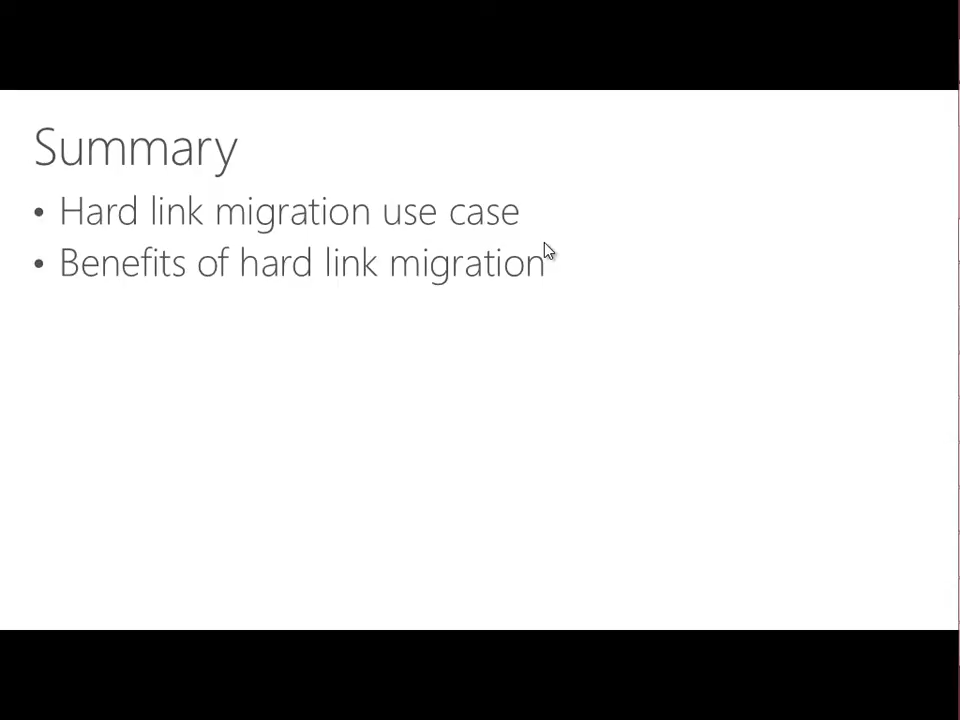 Summary
• Hard link migration use case
• Benefits of hard link migration